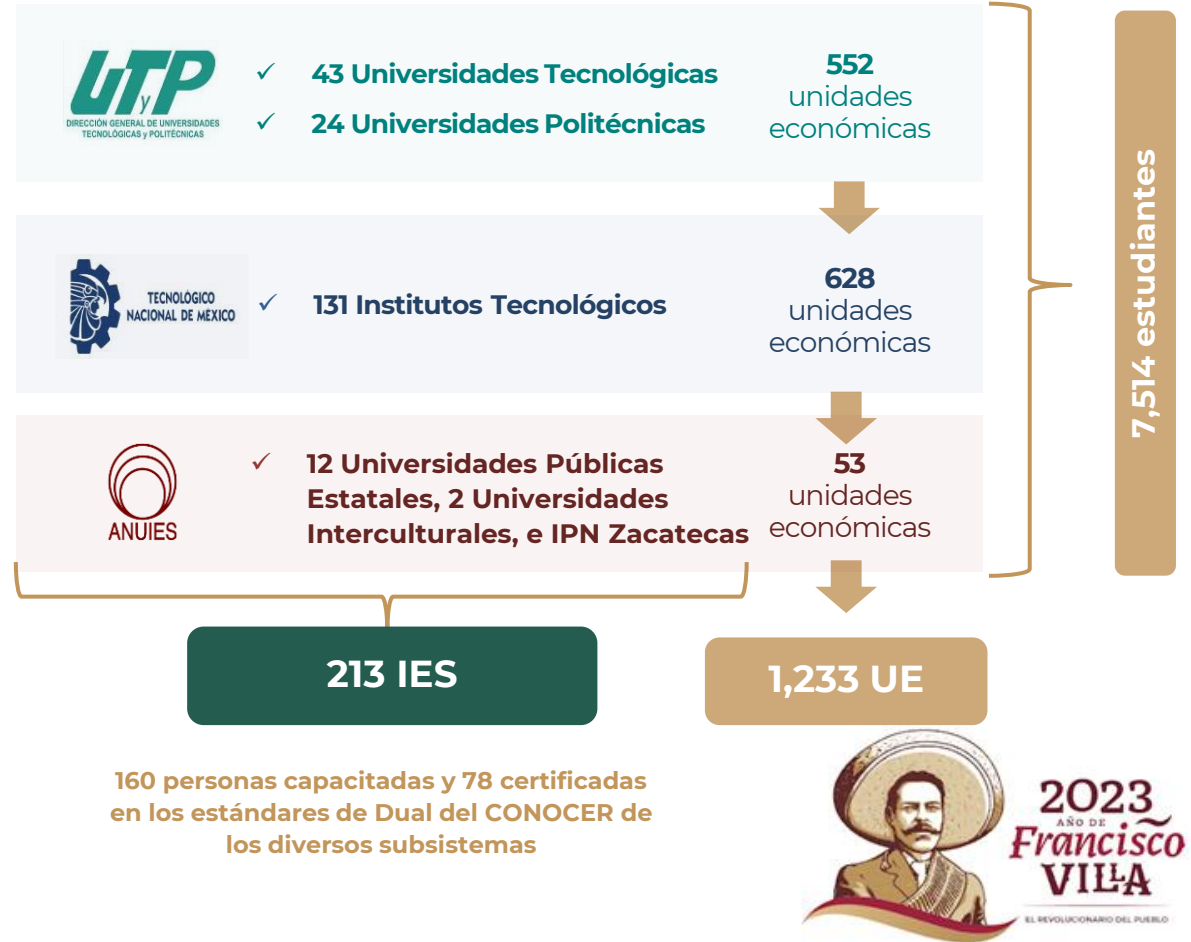 UTyP
DIRECCIÓN GENERAL DE UNIVERSIDADES
TECNOLÓGICAS y POLITÉCNICAS
✓ 43 Universidades Tecnológicas
✓ 24 Universidades Politécnicas
552
unidades
económicas
TECNOLÓGICO
NACIONAL DE MÉXICO
✓ 131 Institutos Tecnológicos
628
unidades
económicas
ANUIES
✓ 12 Universidades Públicas
Estatales, 2 Universidades
Interculturales, e IPN Zacatecas
53
unidades
económicas
7,514 estudiantes
213 IES
1,233 UE
160 personas capacitadas y 78 certificadas
en los estándares de Dual del CONOCER de
los diversos subsistemas
2023
AÑO DE
Francisco
VILLA
EL REVOLUCIONARIO DEL PUEBLO